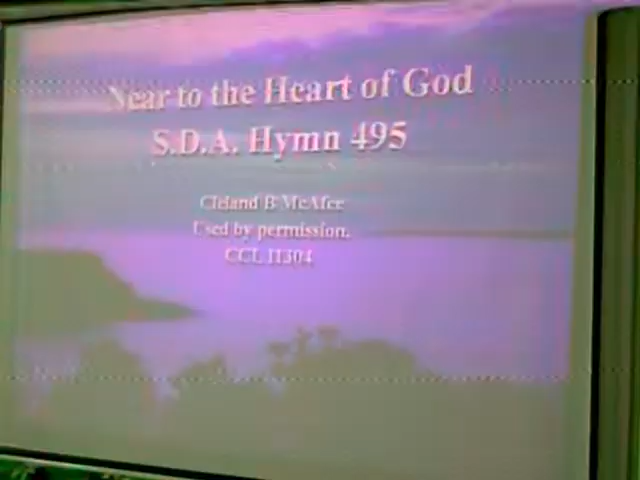 Near to the Heart of God
S.D.A. Hymn 495
Cleland B McAfee
Used by permission.
CCL 11304